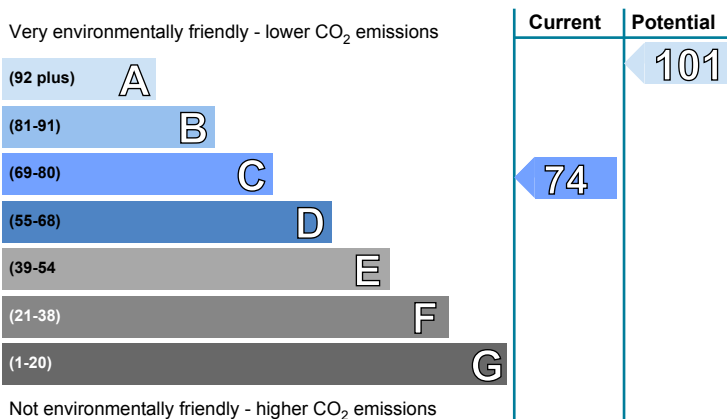 Current Potential
Very environmentally friendly - lower CO2 emissions
101
(92 plus) A
(81-91) B
(69-80) C
74
(55-68) D
(39-54 E
(21-38) F
(1-20) G
Not environmentally friendly - higher CO2 emissions